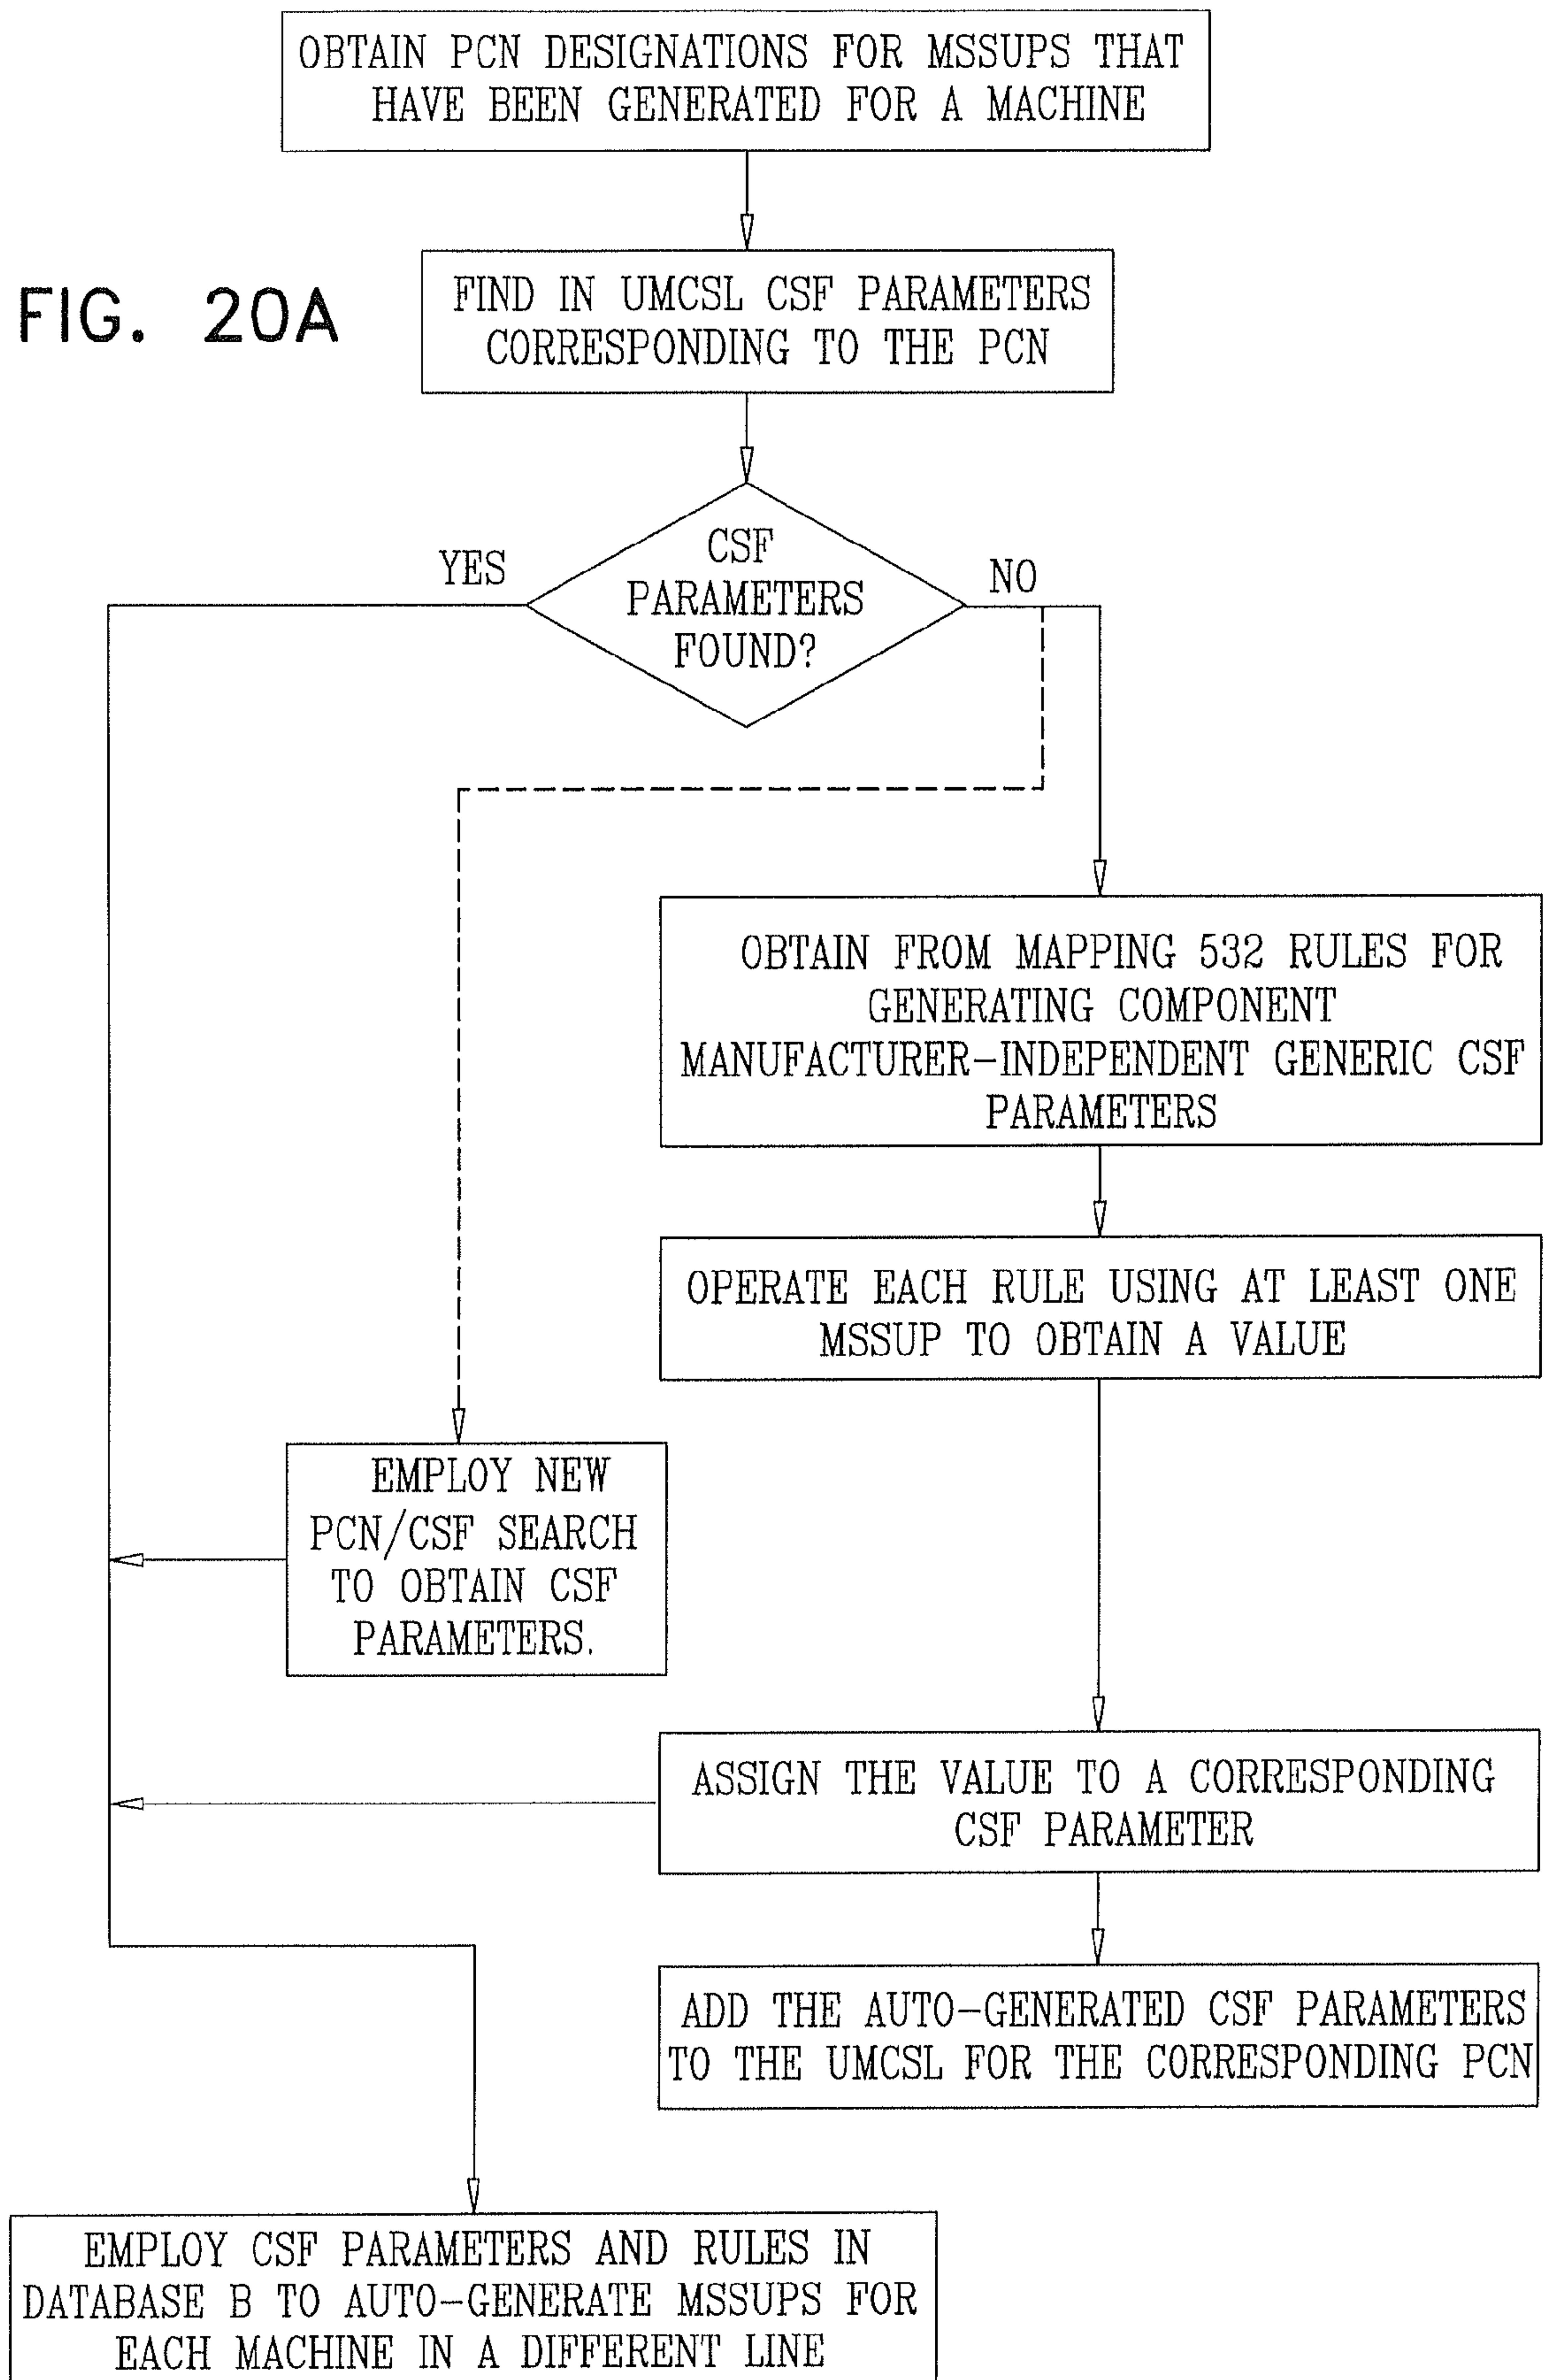 OBTAIN PCN DESIGNATIONS FOR MSSUPS THAT
HAVE BEEN GENERATED FOR A MACHINE
FIG. 20A
FIND IN UMCSL CSF PARAMETERS
CORRESPONDING TO THE PCN
YES
CSF
PARAMETERS
FOUND?
NO
OBTAIN FROM MAPPING 532 RULES FOR
GENERATING COMPONENT
MANUFACTURER-INDEPENDENT GENERIC CSF
PARAMETERS
OPERATE EACH RULE USING AT LEAST ONE
MSSUP TO OBTAIN A VALUE
EMPLOY NEW
PCN/CSF SEARCH
TO OBTAIN CSF
PARAMETERS.
ASSIGN THE VALUE TO A CORRESPONDING
CSF PARAMETER
ADD THE AUTO-GENERATED CSF PARAMETERS
TO THE UMCSL FOR THE CORRESPONDING PCN
EMPLOY CSF PARAMETERS AND RULES IN
DATABASE B TO AUTO-GENERATE MSSUPS FOR
EACH MACHINE IN A DIFFERENT LINE